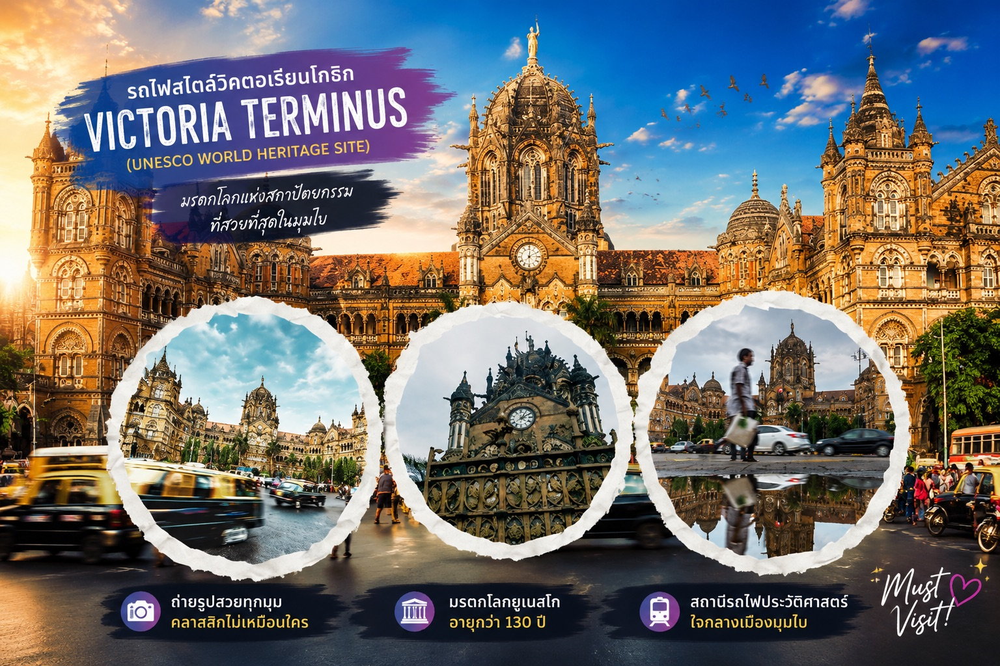 รถไฟสไตล์วิคตอเรียนโกธิก
VICTORIA TERMINUS
(UNESCO WORLD HERITAGE SITE)
มรดกโลกแห่งสถาปัตยกรรม
ที่สวยที่สุดในมุมไบ
ถ่ายรูปสวยทุกมุม
คลาสสิกไม่เหมือนใคร
มรดกโลกยูเนสโก
อายุกว่า 130 ปี
สถานีรถไฟประวัติศาสตร์
ใจกลางเมืองมุมไบ
Must
Visit!